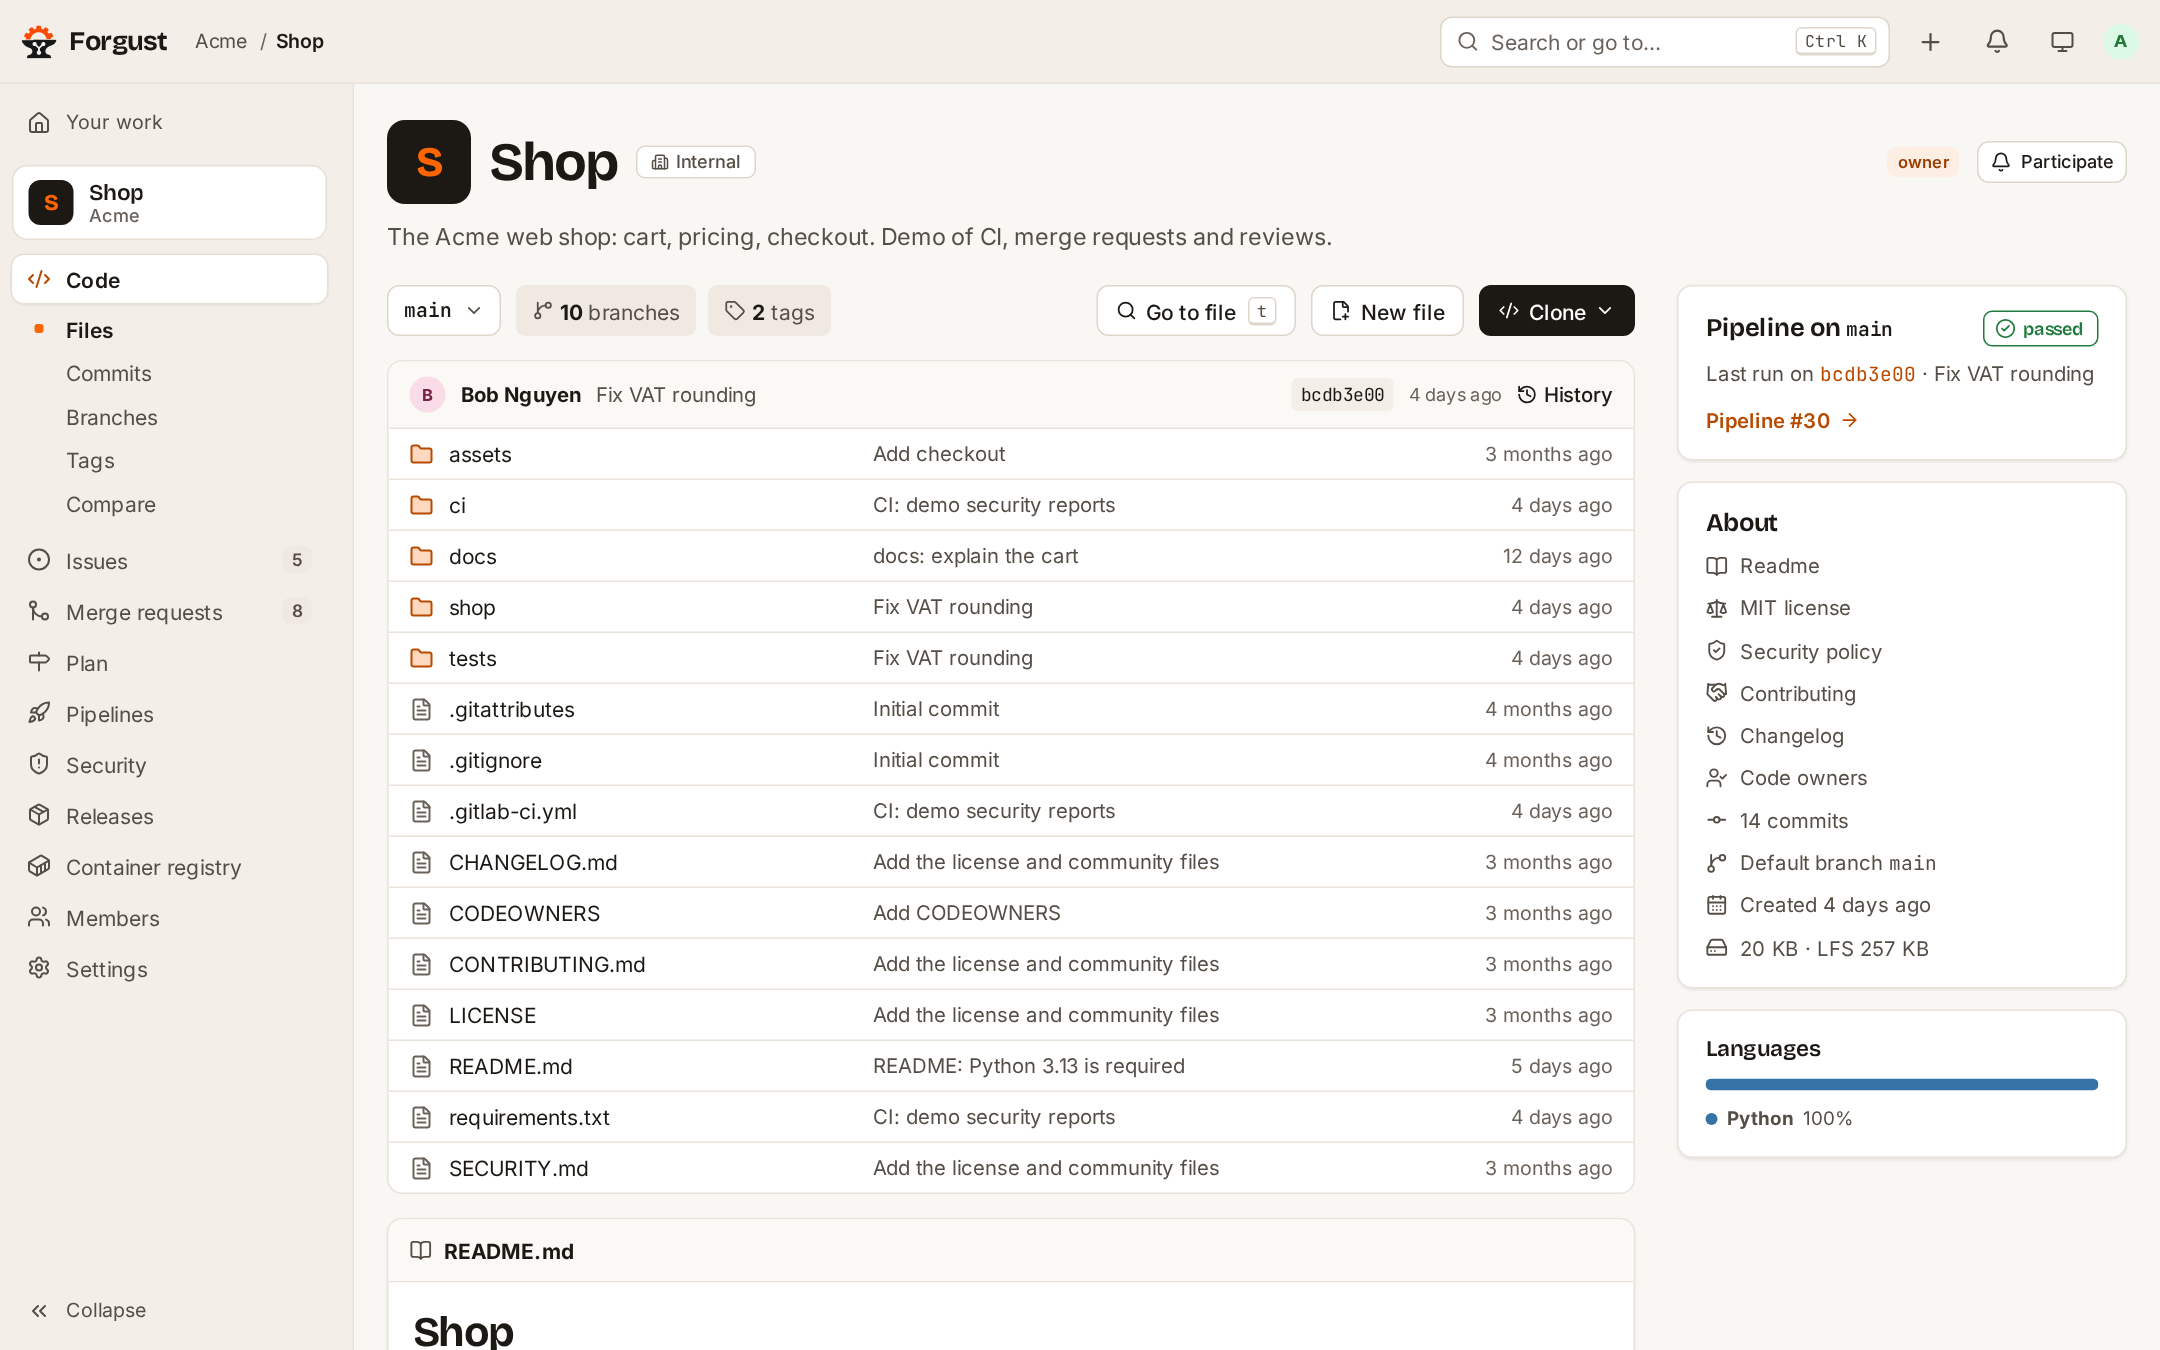 Forgust Acme / Shop Search or go to... Ctrl K A
Your work
S Shop
Acme
Code
Files
Commits
Branches
Tags
Compare
Issues 5
Merge requests 8
Plan
Pipelines
Security
Releases
Container registry
Members
Settings
Collapse
S Shop Internal owner Participate
The Acme web shop: cart, pricing, checkout. Demo of CI, merge requests and reviews.
main 10 branches 2 tags Go to file t New file Clone
B Bob Nguyen Fix VAT rounding bcdb3e00 4 days ago History
assets Add checkout 3 months ago
ci CI: demo security reports 4 days ago
docs docs: explain the cart 12 days ago
shop Fix VAT rounding 4 days ago
tests Fix VAT rounding 4 days ago
.gitattributes Initial commit 4 months ago
.gitignore Initial commit 4 months ago
.gitlab-ci.yml CI: demo security reports 4 days ago
CHANGELOG.md Add the license and community files 3 months ago
CODEOWNERS Add CODEOWNERS 3 months ago
CONTRIBUTING.md Add the license and community files 3 months ago
LICENSE Add the license and community files 3 months ago
README.md README: Python 3.13 is required 5 days ago
requirements.txt CI: demo security reports 4 days ago
SECURITY.md Add the license and community files 3 months ago
README.md
Shop
Pipeline on main passed
Last run on bcdb3e00 · Fix VAT rounding
Pipeline #30 →
About
Readme
MIT license
Security policy
Contributing
Changelog
Code owners
14 commits
Default branch main
Created 4 days ago
20 KB · LFS 257 KB
Languages
Python 100%